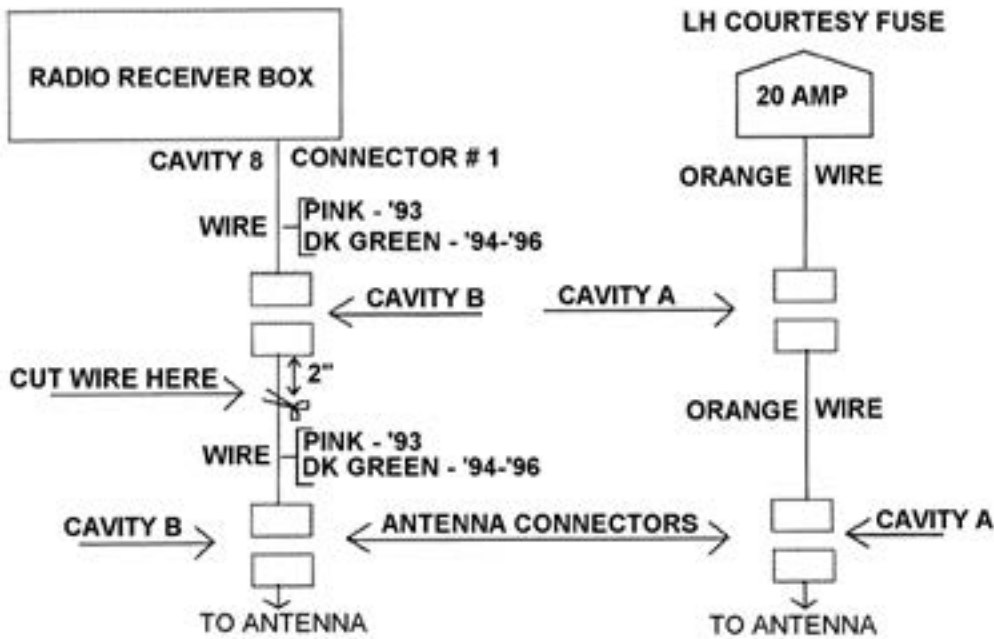 LH COURTESY FUSE
RADIO RECEIVER BOX
20 AMP
CAVITY 8
CONNECTOR # 1
ORANGE WIRE
WIRE
PINK - '93
DK GREEN - '94-'96
CAVITY B
CAVITY A
2"
CUT WIRE HERE
ORANGE WIRE
WIRE
PINK - '93
DK GREEN - '94-'96
CAVITY B
ANTENNA CONNECTORS
CAVITY A
TO ANTENNA
TO ANTENNA